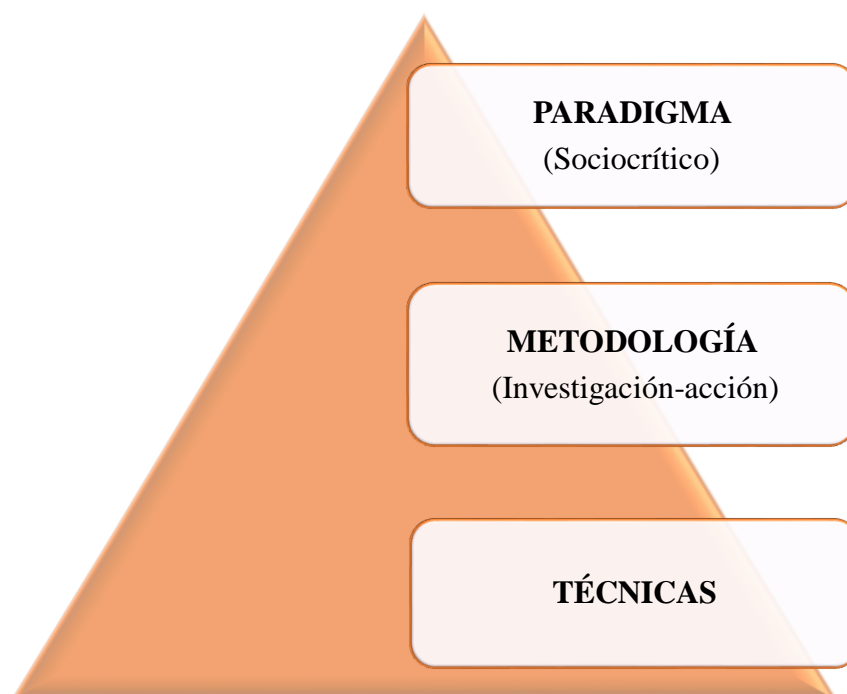 PARADIGMA
(Sociocrítico)
METODOLOGÍA
(Investigación-acción)
TÉCNICAS